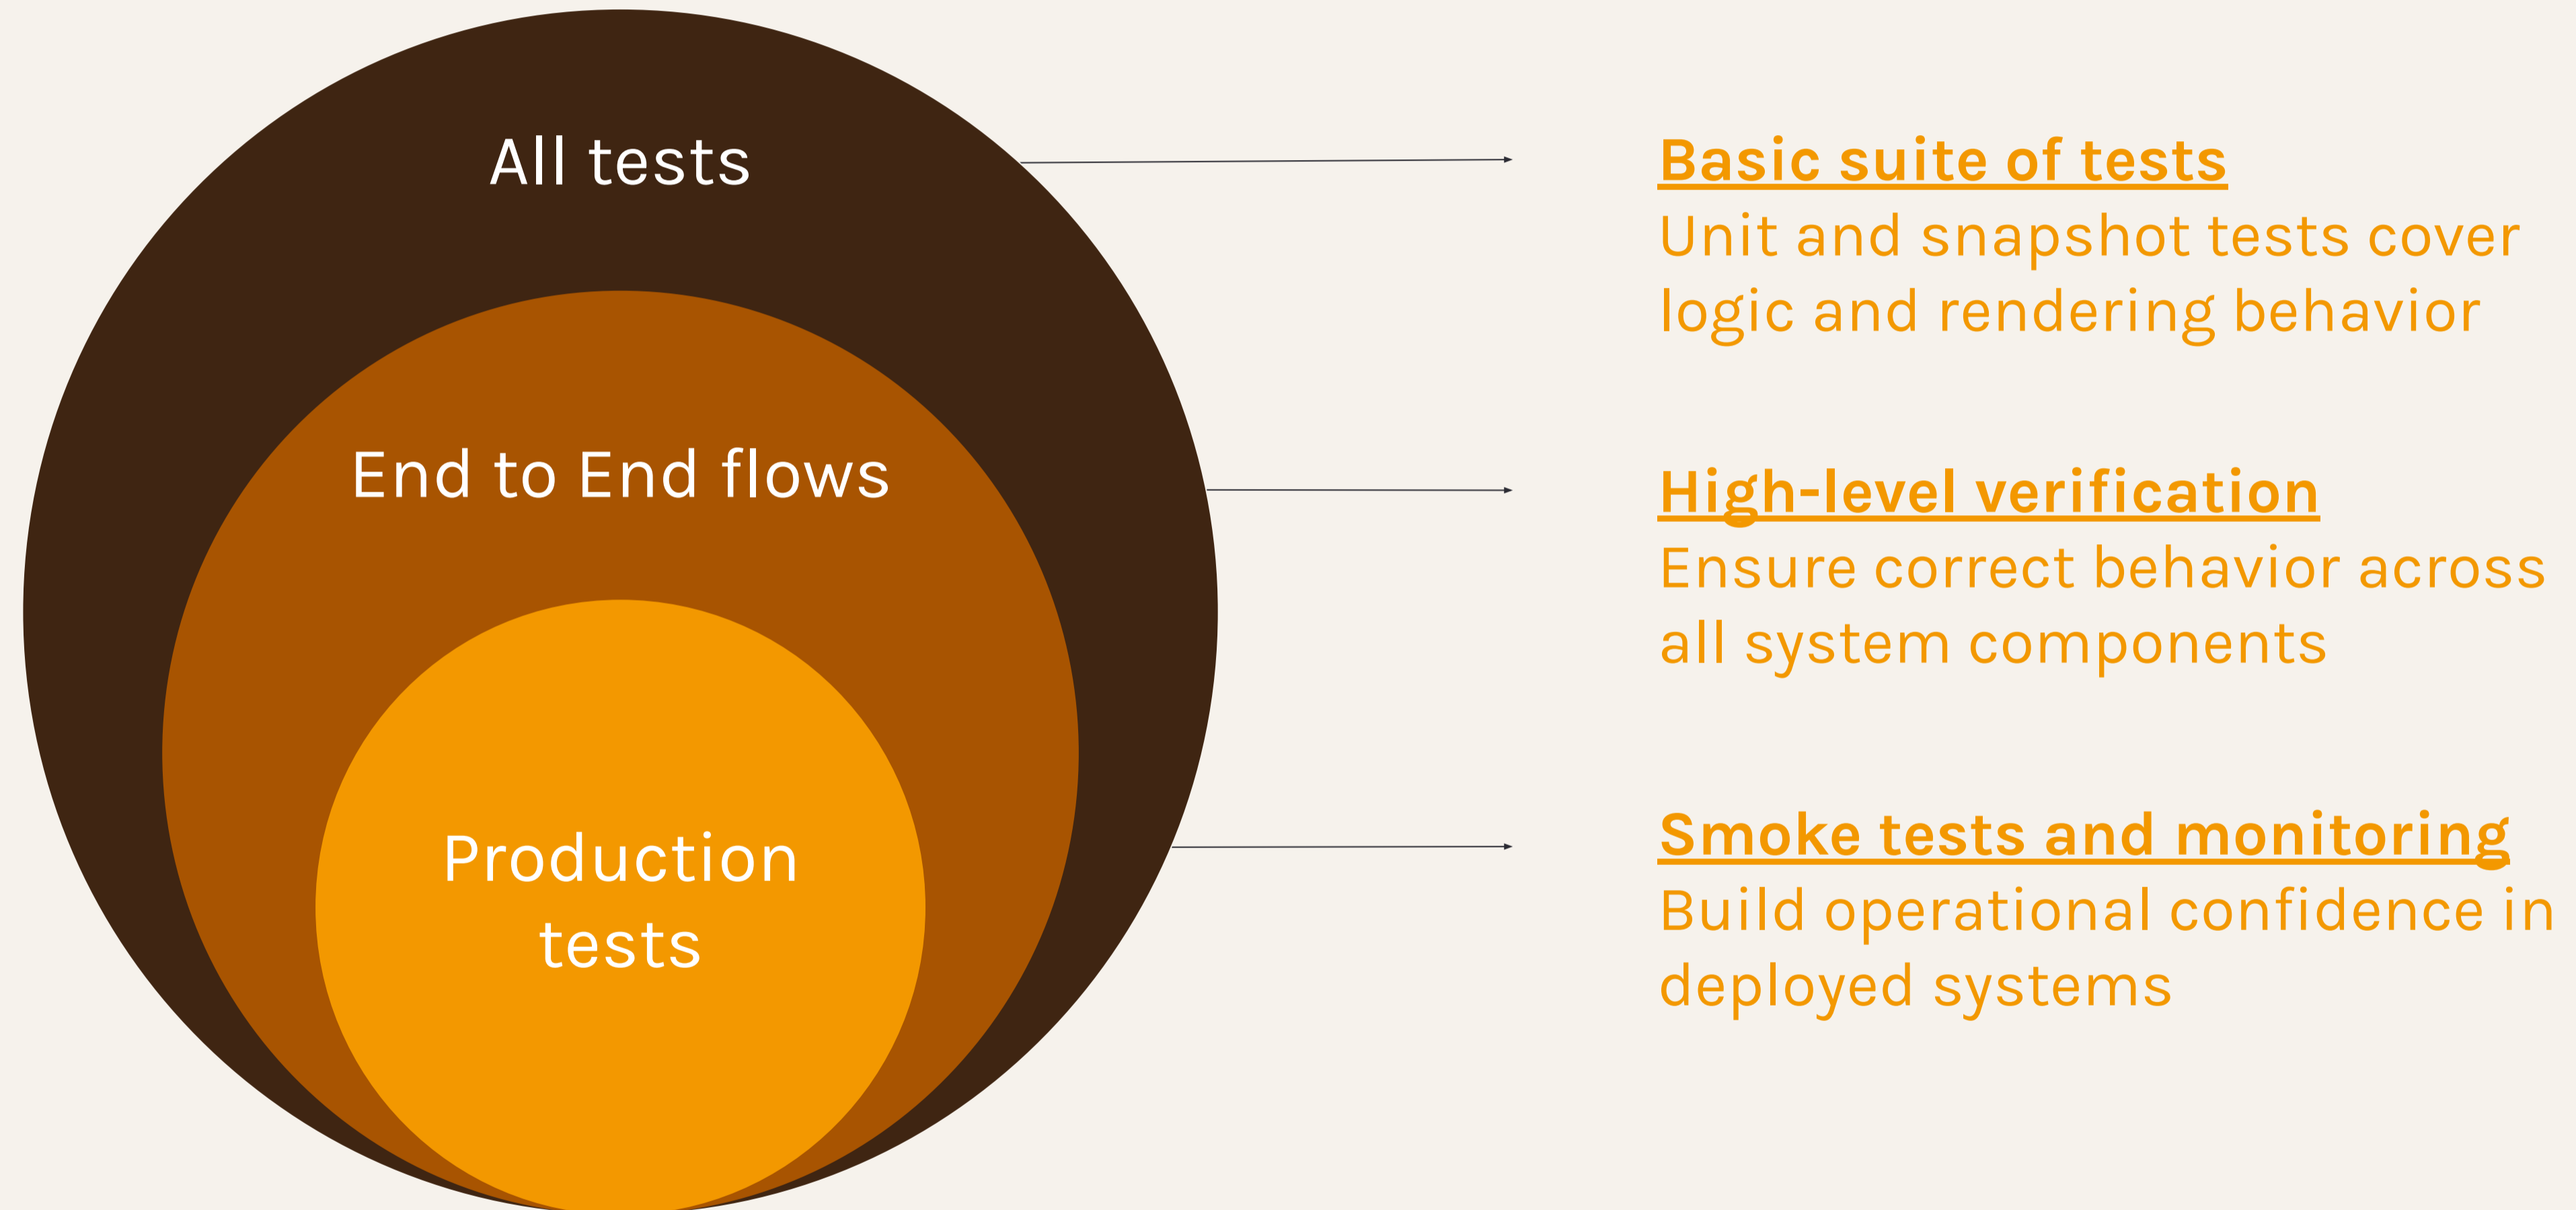 All tests
Basic suite of tests
Unit and snapshot tests cover
logic and rendering behavior
End to End flows
High-level verification
Ensure correct behavior across
all system components
Production
tests
Smoke tests and monitoring
Build operational confidence in
deployed systems